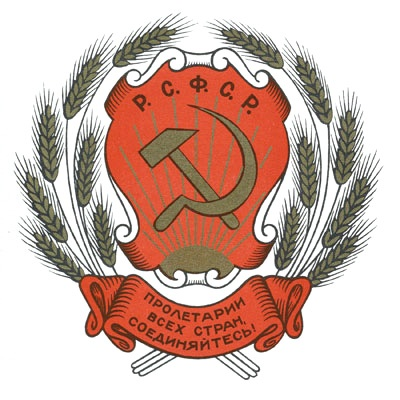 Р. С. Ф. С. Р.
ПРОЛЕТАРИИ
ВСЕХ СТРАН,
СОЕДИНЯЙТЕСЬ!